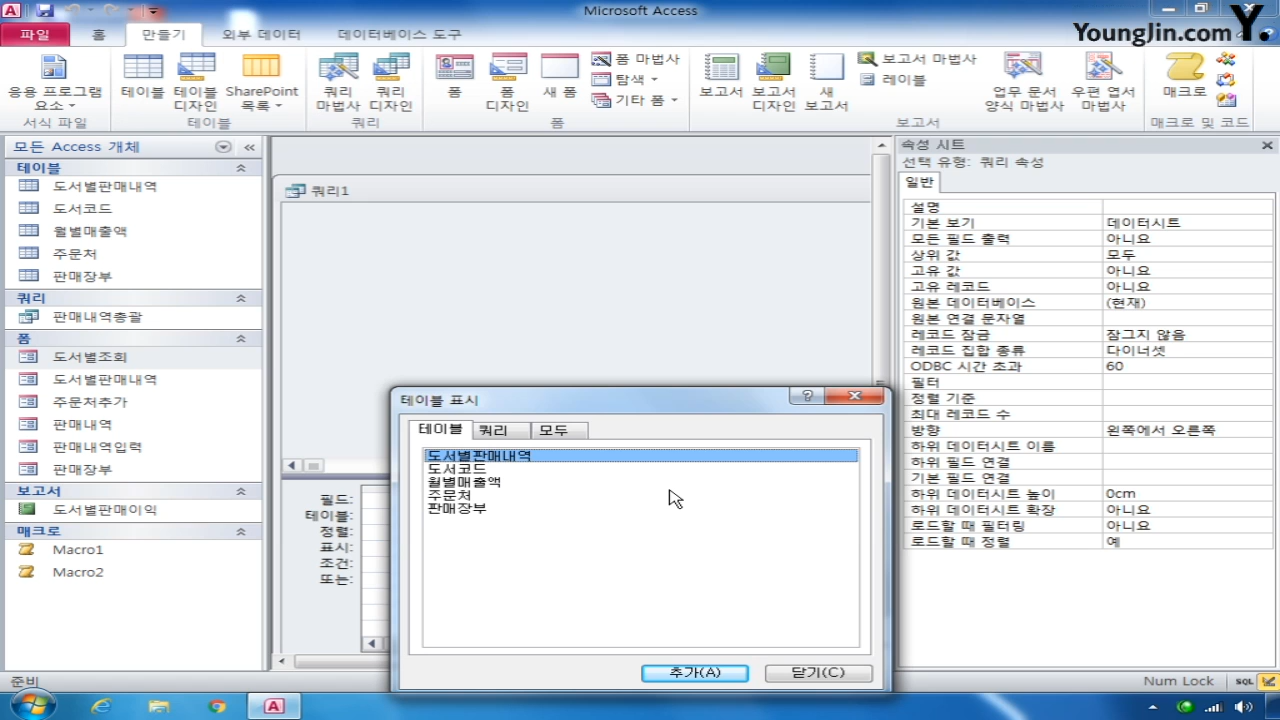 Microsoft Access
YoungJin.com Y.
파일 홈 만들기 외부 데이터 데이터베이스 도구
응용 프로그램 요소
테이블
테이블 디자인
SharePoint 목록
쿼리 마법사
쿼리 디자인
폼
폼 디자인
새 폼
폼 마법사
탐색
기타 폼
보고서
보고서 디자인
새 보고서
보고서 마법사
레이블
업무 문서 양식 마법사
우편 엽서 마법사
매크로
서식 파일 테이블 쿼리 폼 보고서 매크로 및 코드
모든 Access 개체
테이블
도서별판매내역
도서코드
월별매출액
주문처
판매장부
쿼리
판매내역총괄
폼
도서별조회
도서별판매내역
주문처추가
판매내역
판매내역입력
판매장부
보고서
도서별판매이익
매크로
Macro1
Macro2
쿼리1
필드:
테이블:
정렬:
표시:
조건:
또는:
테이블 표시
테이블 쿼리 모두
도서별판매내역
도서코드
월별매출액
주문처
판매장부
추가(A) 닫기(C)
속성 시트
선택 유형: 쿼리 속성
일반
설명
기본 보기 데이터시트
모든 필드 출력 아니요
상위 값 모두
고유 값 아니요
고유 레코드 아니요
원본 데이터베이스 (현재)
원본 연결 문자열
레코드 잠금 잠그지 않음
레코드 집합 종류 다이너셋
ODBC 시간 초과 60
필터
정렬 기준
최대 레코드 수
방향 왼쪽에서 오른쪽
하위 데이터시트 이름
하위 필드 연결
기본 필드 연결
하위 데이터시트 높이 0cm
하위 데이터시트 확장 아니요
로드할 때 필터링 아니요
로드할 때 정렬 예
준비
Num Lock SQL